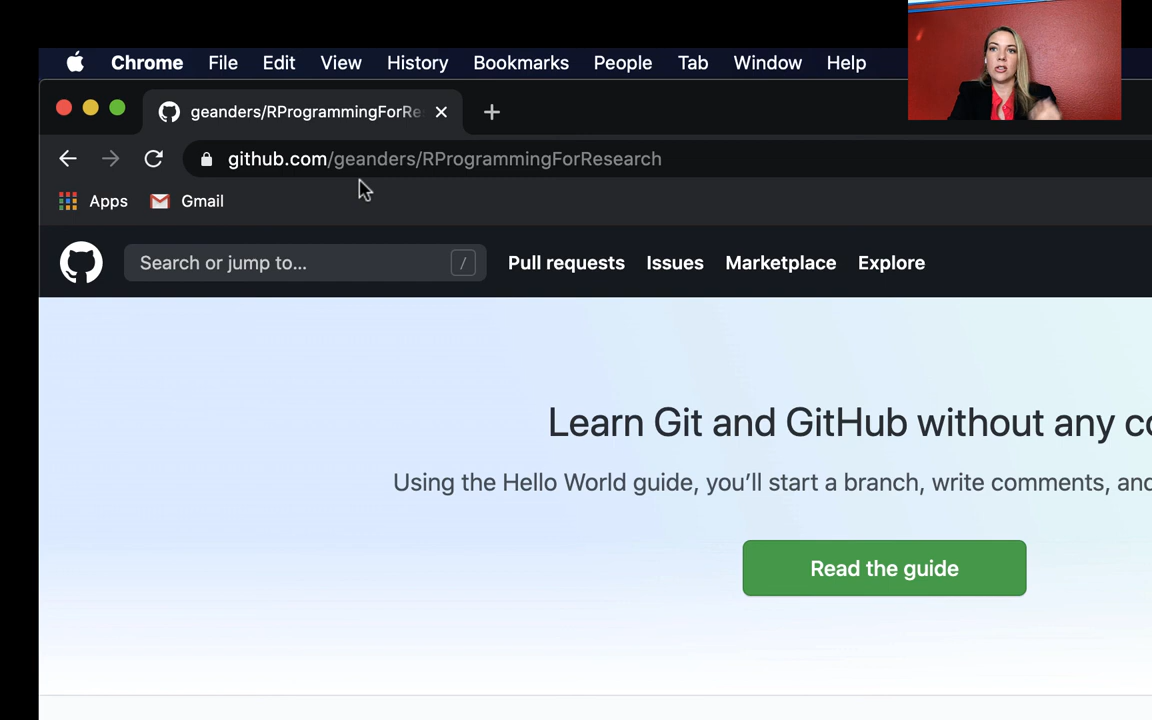 Chrome File Edit View History Bookmarks People Tab Window Help
geanders/RProgrammingForRe
github.com/geanders/RProgrammingForResearch
Apps Gmail
Search or jump to... / Pull requests Issues Marketplace Explore
Learn Git and GitHub without any co
Using the Hello World guide, you’ll start a branch, write comments, and
Read the guide